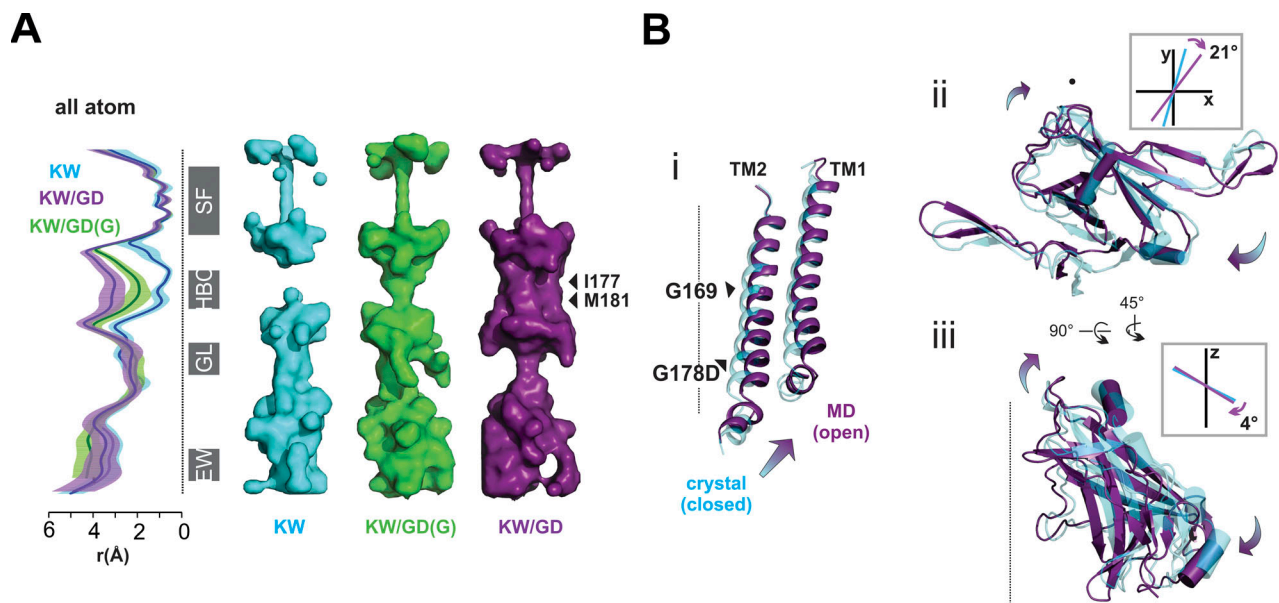 A
all atom
KW
KW/GD
KW/GD(G)
SF
HBC
GL
EW
I177
M181
6 4 2 0
r(Å)
KW
KW/GD(G)
KW/GD
B
i
TM2
TM1
G169
G178D
MD
(open)
crystal
(closed)
ii
y
21°
x
90°
45°
iii
z
4°